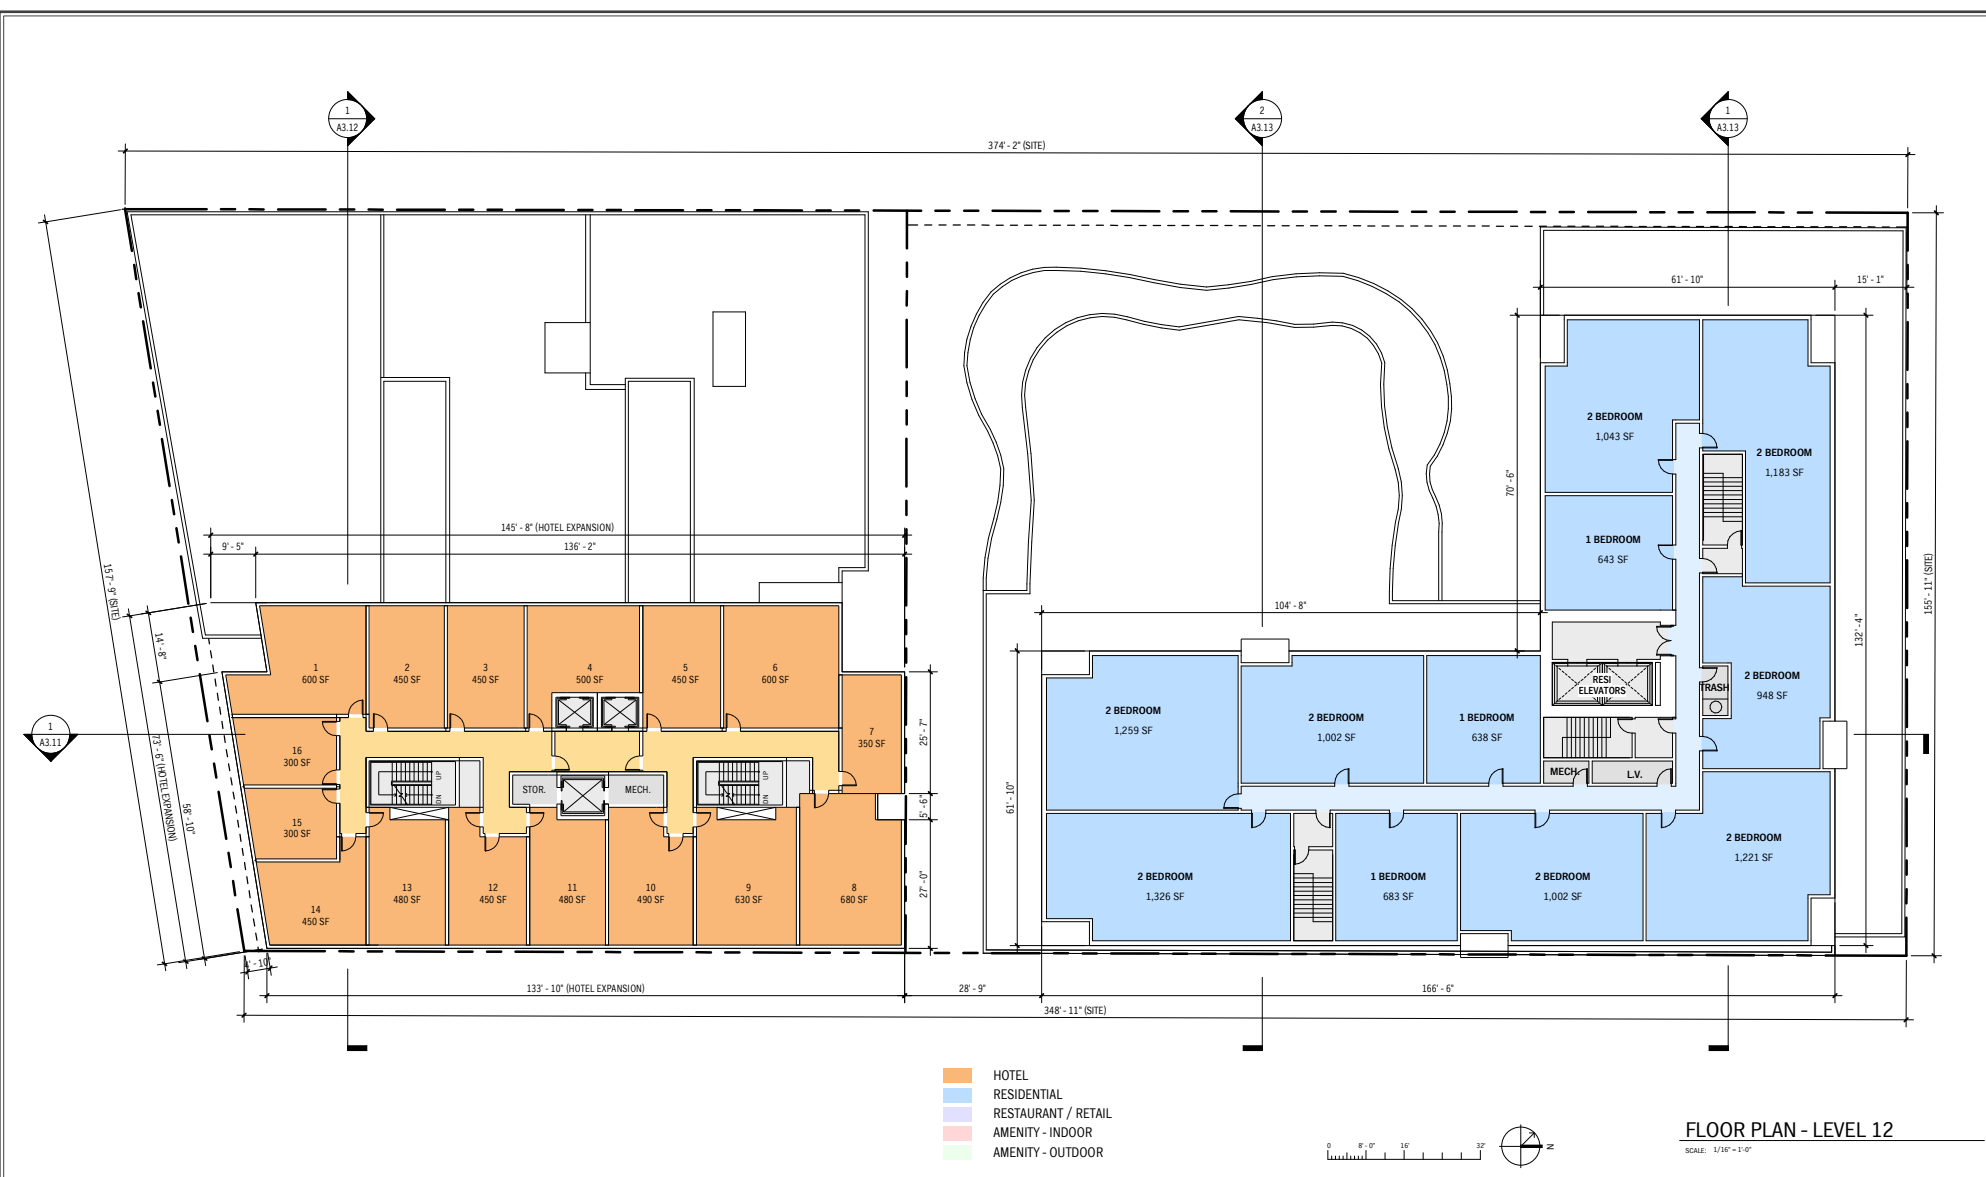 1
A3.12
2
A3.13
1
A3.13
374' - 2" (SITE)
61' - 10"
15' - 1"
2 BEDROOM
1,043 SF
2 BEDROOM
1,183 SF
70' - 6"
145' - 8" (HOTEL EXPANSION)
9' - 5"
136' - 2"
1 BEDROOM
643 SF
157' - 9" (SITE)
155' - 11" (SITE)
104' - 8"
132' - 4"
14' - 8"
1
600 SF
2
450 SF
3
450 SF
4
500 SF
5
450 SF
6
600 SF
RESI
ELEVATORS
TRASH
2 BEDROOM
948 SF
2 BEDROOM
1,259 SF
2 BEDROOM
1,002 SF
1 BEDROOM
638 SF
1
A3.11
7
350 SF
25' - 7"
16
300 SF
73' - 6" (HOTEL EXPANSION)
UP
DN
STOR.
MECH.
UP
DN
MECH.
L.V.
61' - 10"
58' - 10"
5' - 6"
15
300 SF
2 BEDROOM
1,221 SF
14
450 SF
13
480 SF
12
450 SF
11
480 SF
10
490 SF
9
630 SF
8
680 SF
27' - 0"
2 BEDROOM
1,326 SF
1 BEDROOM
683 SF
2 BEDROOM
1,002 SF
4' - 10"
133' - 10" (HOTEL EXPANSION)
28' - 9"
166' - 6"
348' - 11" (SITE)
HOTEL
RESIDENTIAL
RESTAURANT / RETAIL
AMENITY - INDOOR
AMENITY - OUTDOOR
0 8' - 0" 16' 32'
N
FLOOR PLAN - LEVEL 12
SCALE: 1/16" = 1'-0"